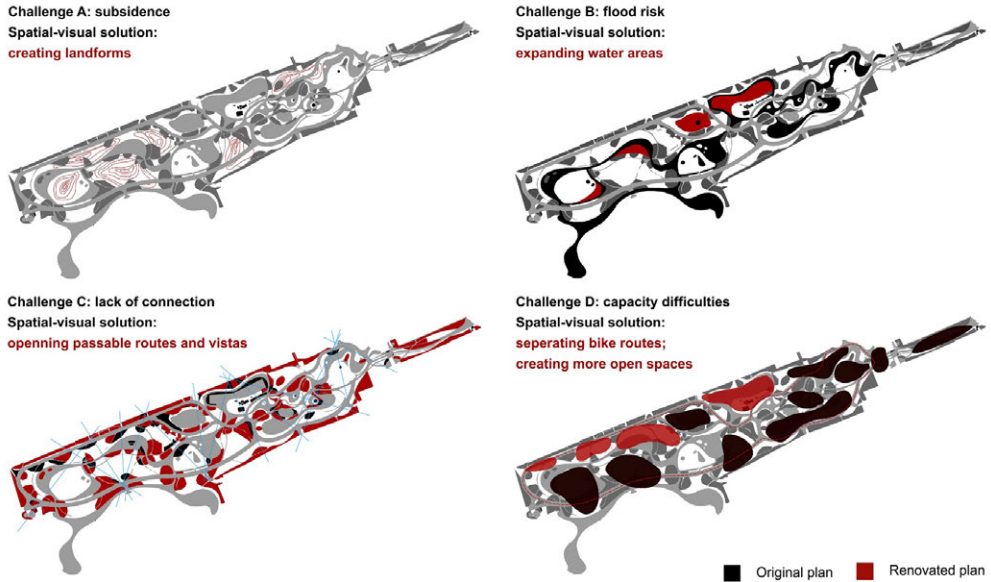 Challenge A: subsidence
Spatial-visual solution:
creating landforms
Challenge B: flood risk
Spatial-visual solution:
expanding water areas
Challenge C: lack of connection
Spatial-visual solution:
openning passable routes and vistas
Challenge D: capacity difficulties
Spatial-visual solution:
seperating bike routes;
creating more open spaces
Original plan
Renovated plan